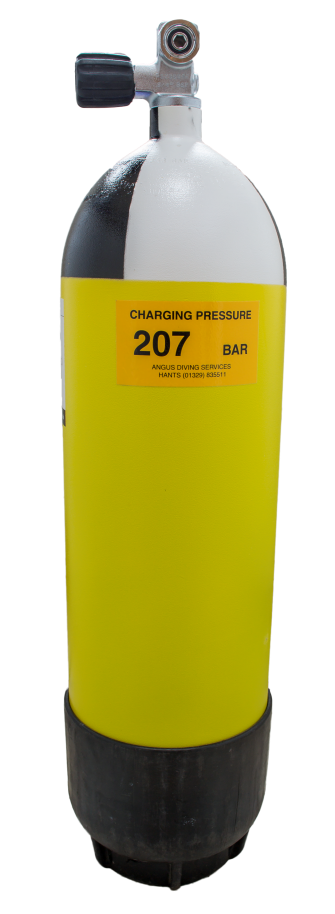 CHARGING PRESSURE
207 BAR
ANGUS DIVING SERVICES
HANTS (01329) 835511